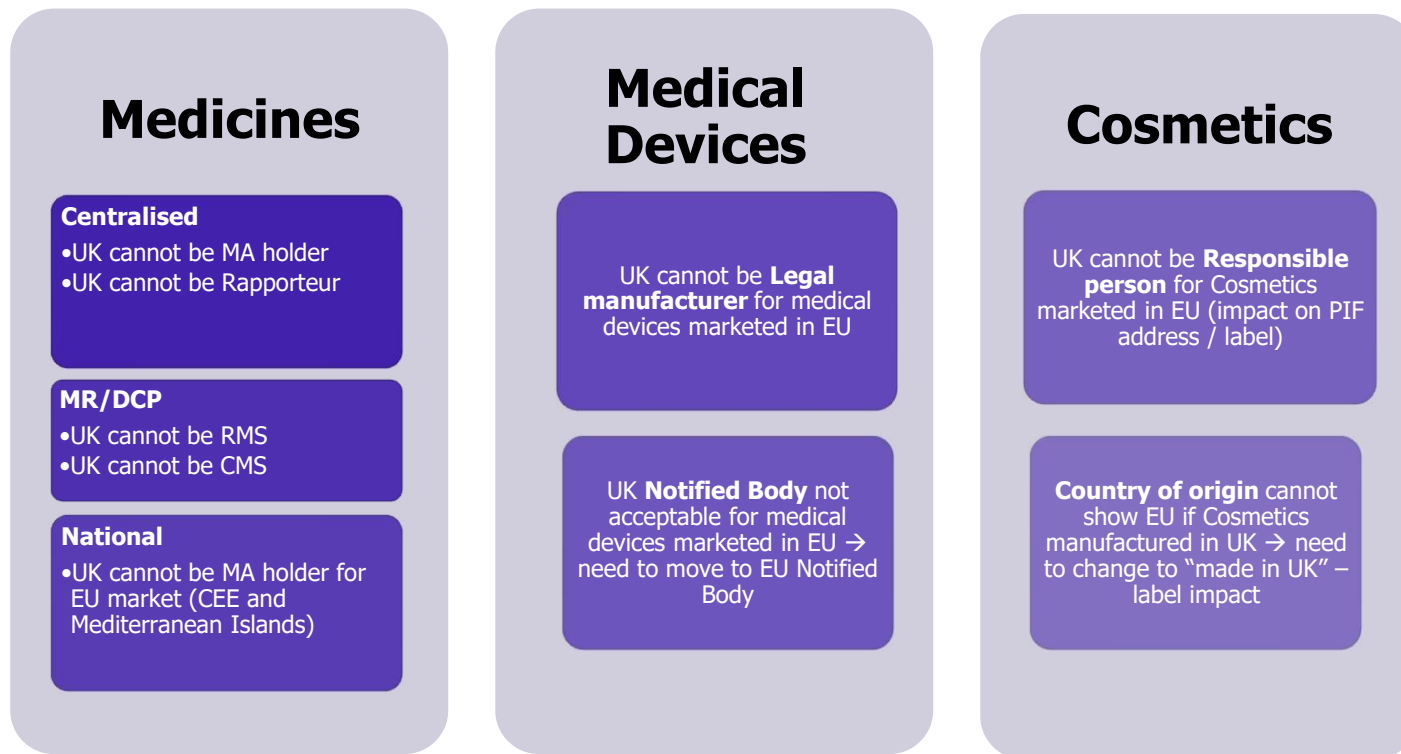 Medicines
Centralised
•UK cannot be MA holder
•UK cannot be Rapporteur
MR/DCP
•UK cannot be RMS
•UK cannot be CMS
National
•UK cannot be MA holder for
EU market (CEE and
Mediterranean Islands)
Medical
Devices
UK cannot be Legal
manufacturer for medical
devices marketed in EU
UK Notified Body not
acceptable for medical
devices marketed in EU →
need to move to EU Notified
Body
Cosmetics
UK cannot be Responsible
person for Cosmetics
marketed in EU (impact on PIF
address / label)
Country of origin cannot
show EU if Cosmetics
manufactured in UK → need
to change to “made in UK” –
label impact